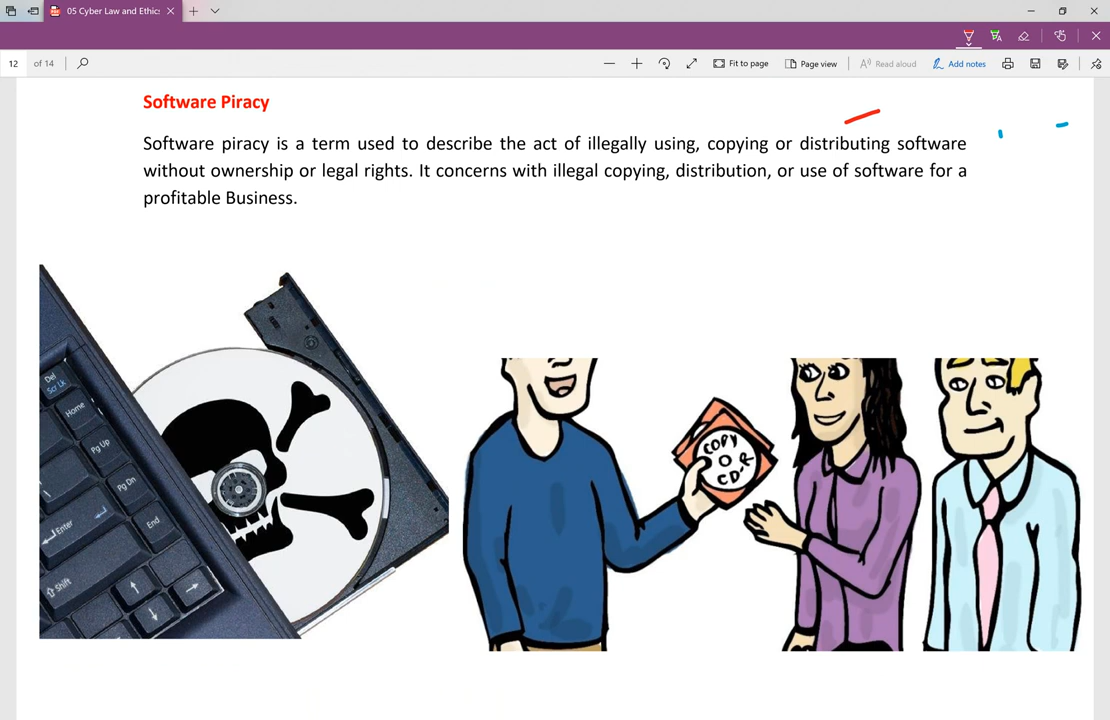 05 Cyber Law and Ethic
12 of 14
Fit to page
Page view
Read aloud
Add notes
Software Piracy
Software piracy is a term used to describe the act of illegally using, copying or distributing software
without ownership or legal rights. It concerns with illegal copying, distribution, or use of software for a
profitable Business.
Del
Scr Lk
Home
Pg Up
Pg Dn
End
Enter
Shift
COPY
CD-R